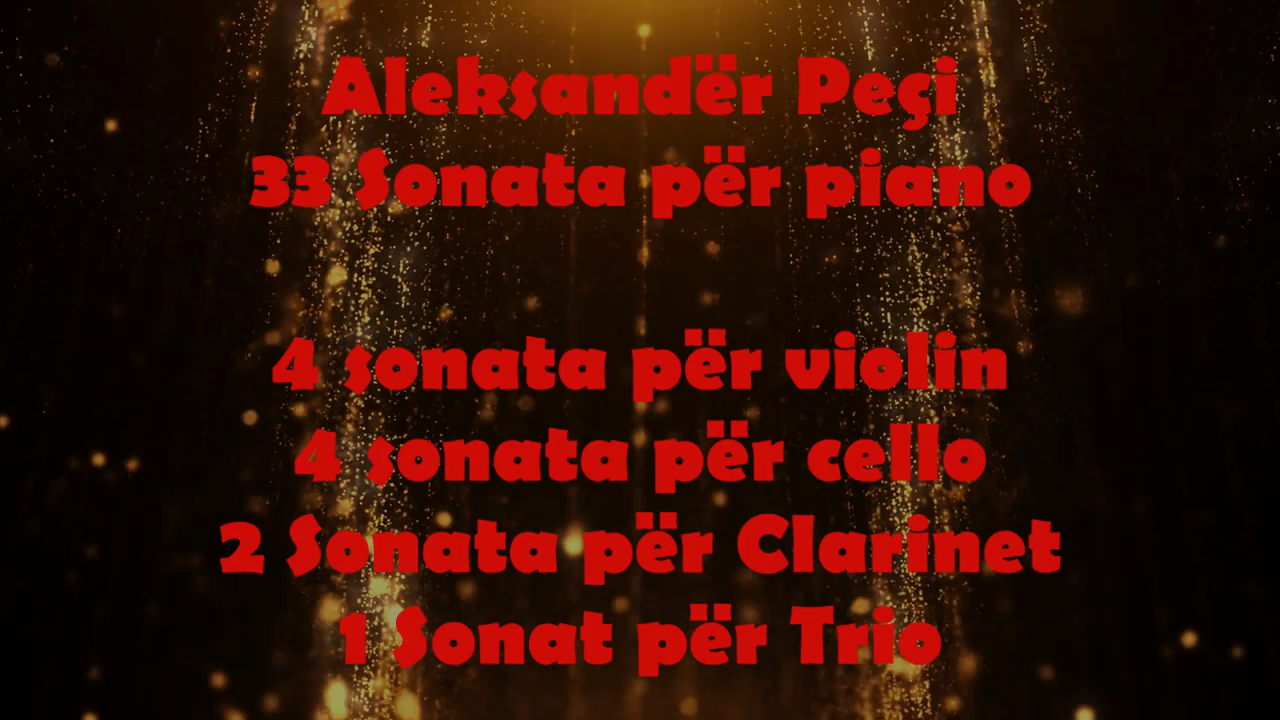 Aleksandër Peçi
33 Sonata për piano
4 sonata për violin
4 sonata për cello
2 Sonata për Clarinet
1 Sonat për Trio